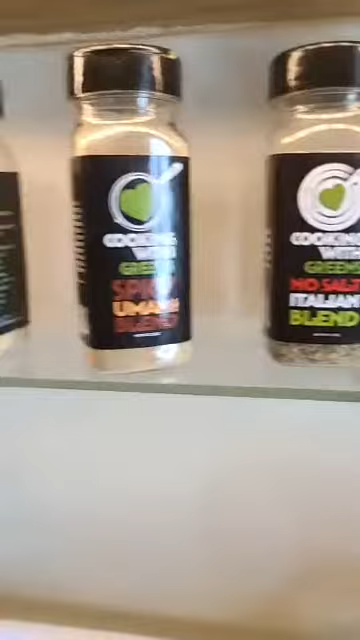 COOKING
WITH
GREENS
SPICY
UMAMI
BLEND
COOKING
WITH
GREENS
NO SALT
ITALIAN
BLEND